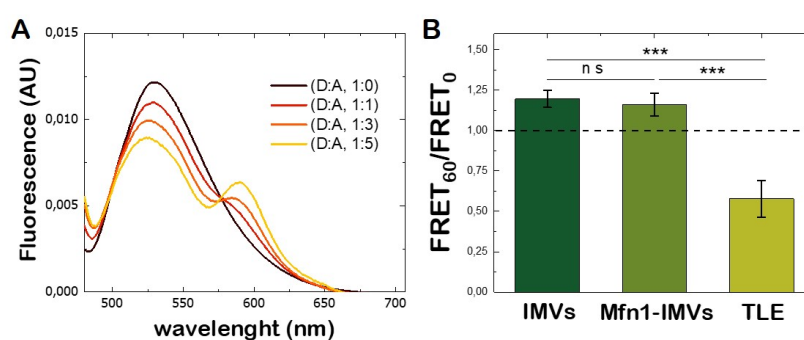 A
Fluorescence (AU)
0,015
0,010
0,005
0,000
500
550
600
650
700
wavelenght (nm)
(D:A, 1:0)
(D:A, 1:1)
(D:A, 1:3)
(D:A, 1:5)
B
FRET60/FRET0
1,50
1,25
1,00
0,75
0,50
0,25
0,00
***
n s
***
IMVs
Mfn1-IMVs
TLE